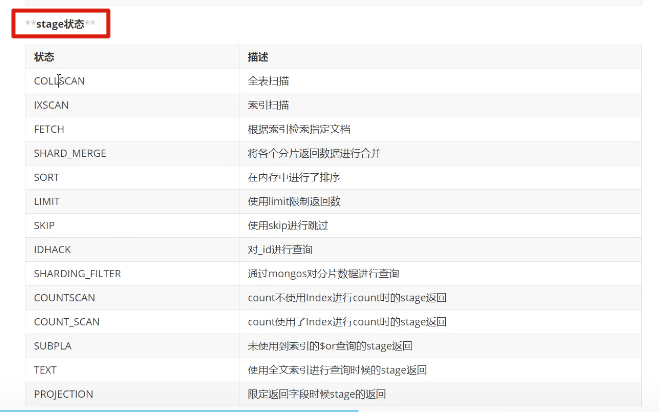 **stage状态**
状态 描述
COLLSCAN 全表扫描
IXSCAN 索引扫描
FETCH 根据索引检索指定文档
SHARD_MERGE 将各个分片返回数据进行合并
SORT 在内存中进行了排序
LIMIT 使用limit限制返回数
SKIP 使用skip进行跳过
IDHACK 对_id进行查询
SHARDING_FILTER 通过mongos对分片数据进行查询
COUNTSCAN count不使用Index进行count时的stage返回
COUNT_SCAN count使用了Index进行count时的stage返回
SUBPLA 未使用到索引的$or查询的stage返回
TEXT 使用全文索引进行查询时候的stage返回
PROJECTION 限定返回字段时候stage的返回